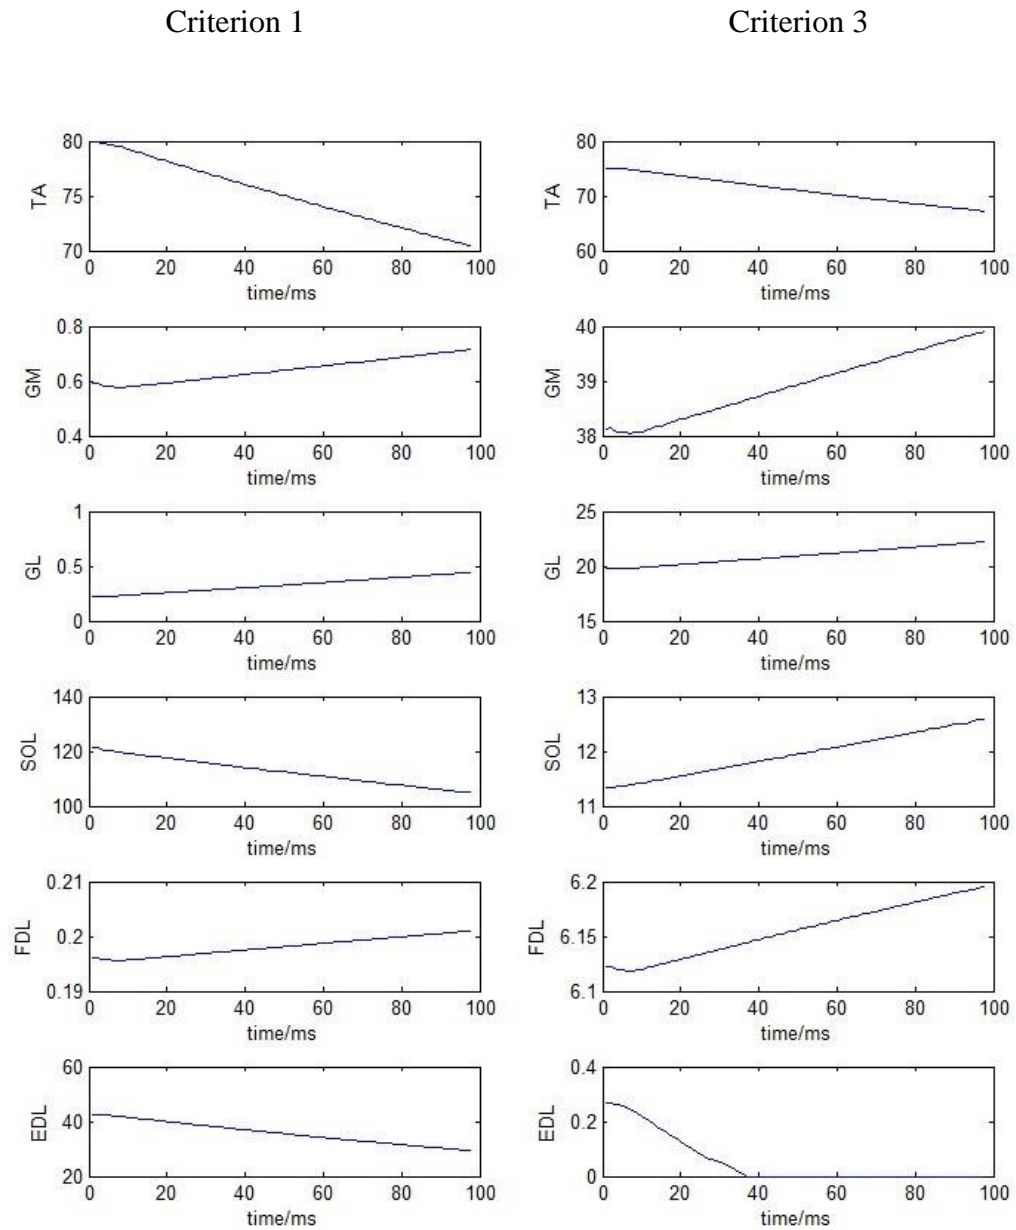 Criterion 1 Criterion 3
80 80
TA 75 TA 70
70 60
0 20 40 60 80 100 0 20 40 60 80 100
time/ms time/ms
0.8 40
GM 0.6 GM 39
0.4 38
0 20 40 60 80 100 0 20 40 60 80 100
time/ms time/ms
1 25
GL 0.5 GL 20
0 15
0 20 40 60 80 100 0 20 40 60 80 100
time/ms time/ms
140 13
SOL 120 SOL 12
100 11
0 20 40 60 80 100 0 20 40 60 80 100
time/ms time/ms
0.21 6.2
FDL 0.2 FDL 6.15
0.19 6.1
0 20 40 60 80 100 0 20 40 60 80 100
time/ms time/ms
60 0.4
EDL 40 EDL 0.2
20 0
0 20 40 60 80 100 0 20 40 60 80 100
time/ms time/ms